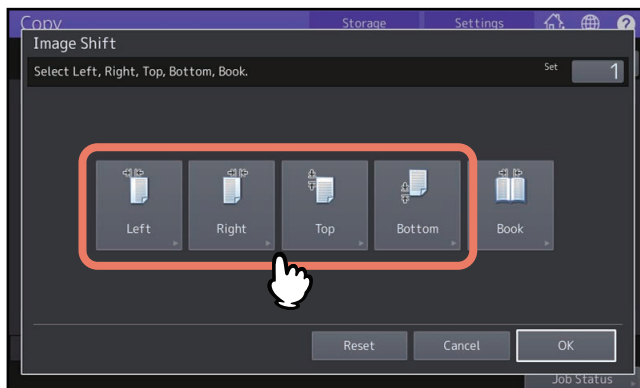 Copy
Storage
Settings
Image Shift
Select Left, Right, Top, Bottom, Book.
Set
1
Left
Right
Top
Bottom
Book
Reset
Cancel
OK
Job Status